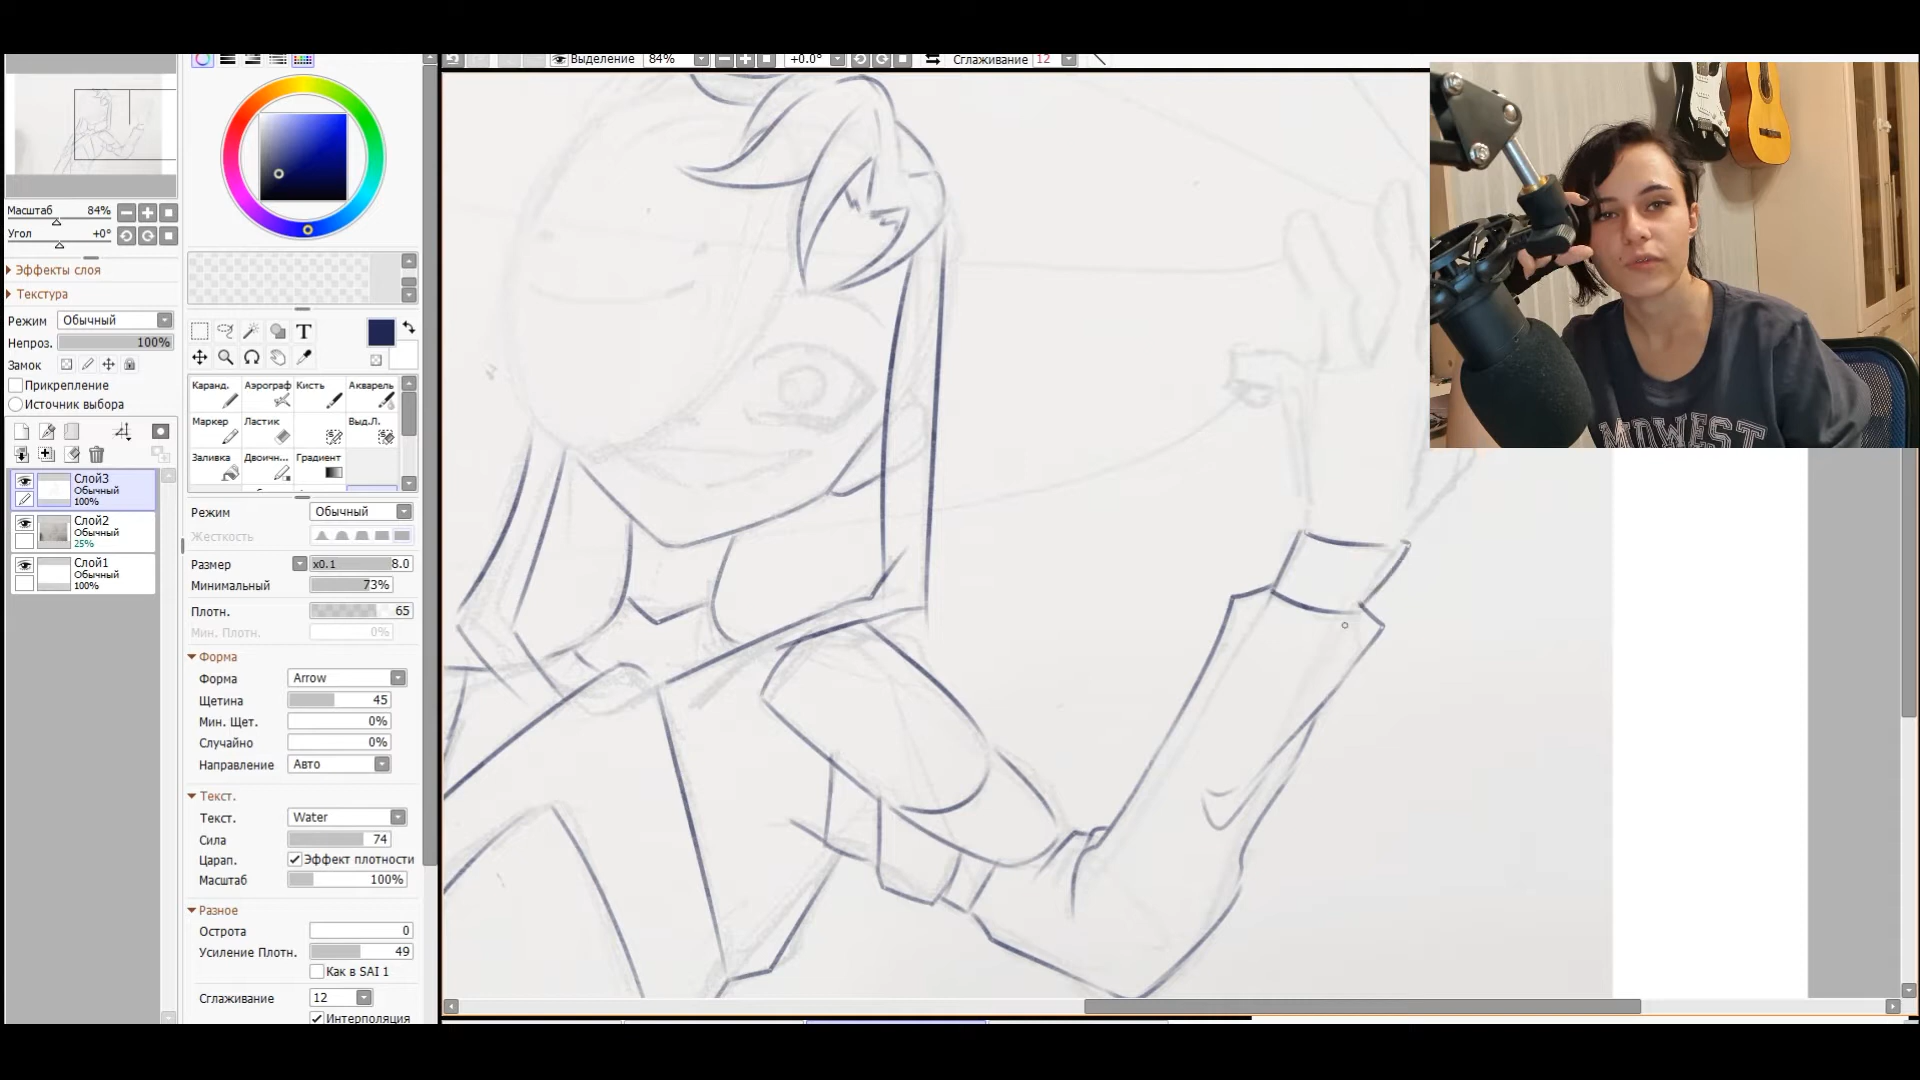 Выделение 84% +0.0° Сглаживание 12
Масштаб 84%
Угол +0°
Эффекты слоя
Текстура
Режим Обычный
Непроз. 100%
Замок
Прикрепление
Источник выбора
Слой3
Обычный
100%
Слой2
Обычный
25%
Слой1
Обычный
100%
T
Каранд. Аэрограф Кисть Акварель
Маркер Ластик Выд.Л.
Заливка Двоичн... Градиент
Режим Обычный
Жесткость
Размер x0.1 8.0
Минимальный 73%
Плотн. 65
Мин. Плотн. 0%
Форма
Форма Arrow
Щетина 45
Мин. Щет. 0%
Случайно 0%
Направление Авто
Текст.
Текст. Water
Сила 74
Царап. Эффект плотности
Масштаб 100%
Разное
Острота 0
Усиление Плотн. 49
Как в SAI 1
Сглаживание 12
Интерполяция
MIDWEST